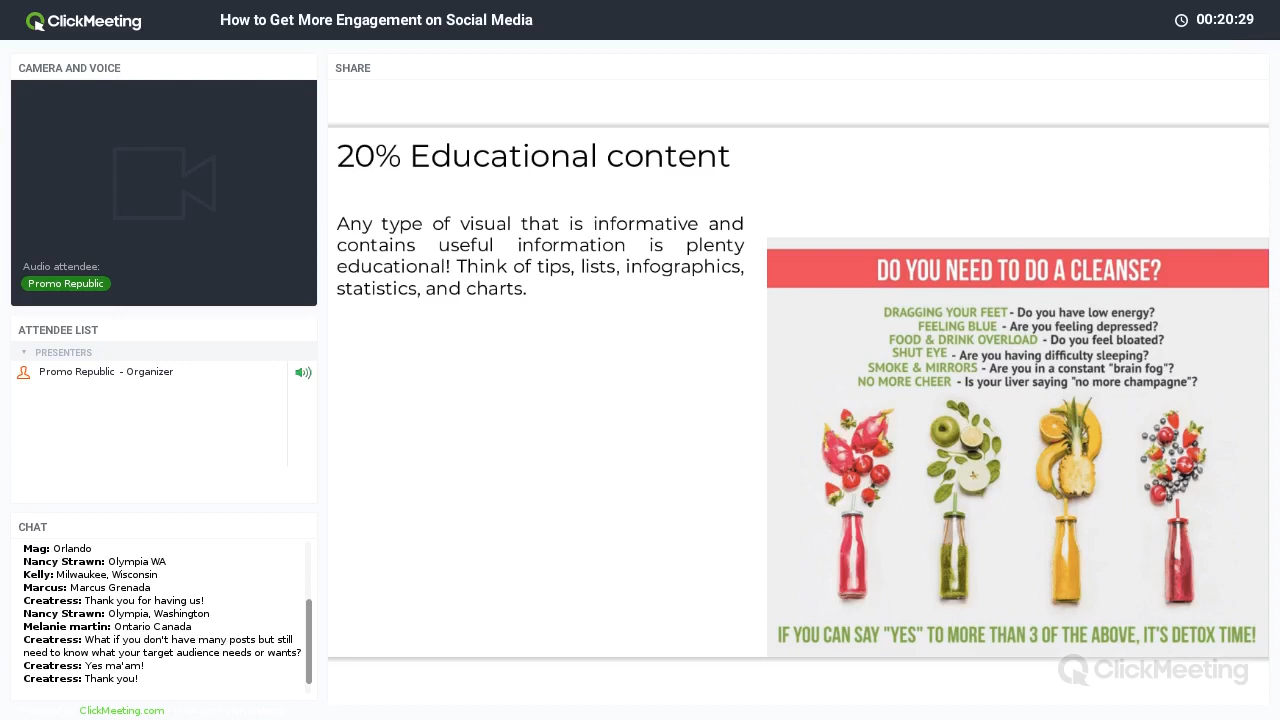 ClickMeeting
How to Get More Engagement on Social Media
00:20:29
CAMERA AND VOICE
Audio attendee:
Promo Republic
ATTENDEE LIST
PRESENTERS
Promo Republic - Organizer
CHAT
Mag: Orlando
Nancy Strawn: Olympia WA
Kelly: Milwaukee, Wisconsin
Marcus: Marcus Grenada
Creatress: Thank you for having us!
Nancy Strawn: Olympia, Washington
Melanie martin: Ontario Canada
Creatress: What if you don't have many posts but still
need to know what your target audience needs or wants?
Creatress: Yes ma'am!
Creatress: Thank you!
ClickMeeting.com
SHARE
20% Educational content
Any type of visual that is informative and
contains useful information is plenty
educational! Think of tips, lists, infographics,
statistics, and charts.
DO YOU NEED TO DO A CLEANSE?
DRAGGING YOUR FEET - Do you have low energy?
FEELING BLUE - Are you feeling depressed?
FOOD & DRINK OVERLOAD - Do you feel bloated?
SHUT EYE - Are you having difficulty sleeping?
SMOKE & MIRRORS - Are you in a constant "brain fog"?
NO MORE CHEER - Is your liver saying "no more champagne"?
IF YOU CAN SAY "YES" TO MORE THAN 3 OF THE ABOVE, IT'S DETOX TIME!
ClickMeeting